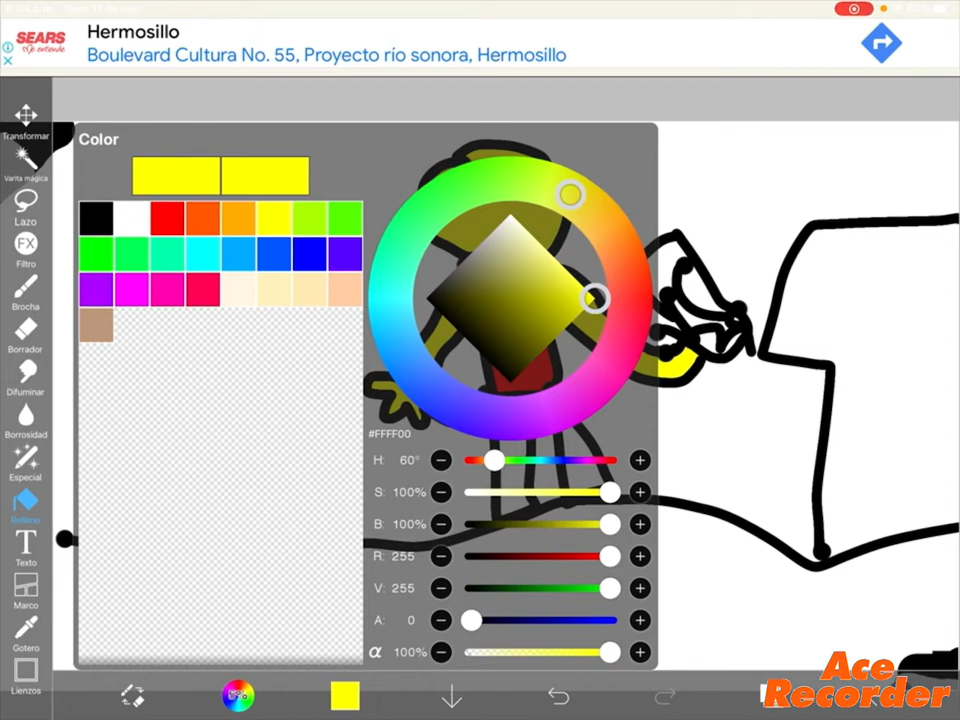 SEARS
Me entiende
Hermosillo
Boulevard Cultura No. 55, Proyecto río sonora, Hermosillo
Transformar
Varita mágica
Lazo
FX
Filtro
Brocha
Borrador
Difuminar
Borrosidad
Especial
Relleno
T
Texto
Marco
Gotero
Lienzos
Color
#FFFF00
H: 60°
S: 100%
B: 100%
R: 255
V: 255
A: 0
α 100%
Ace
Recorder